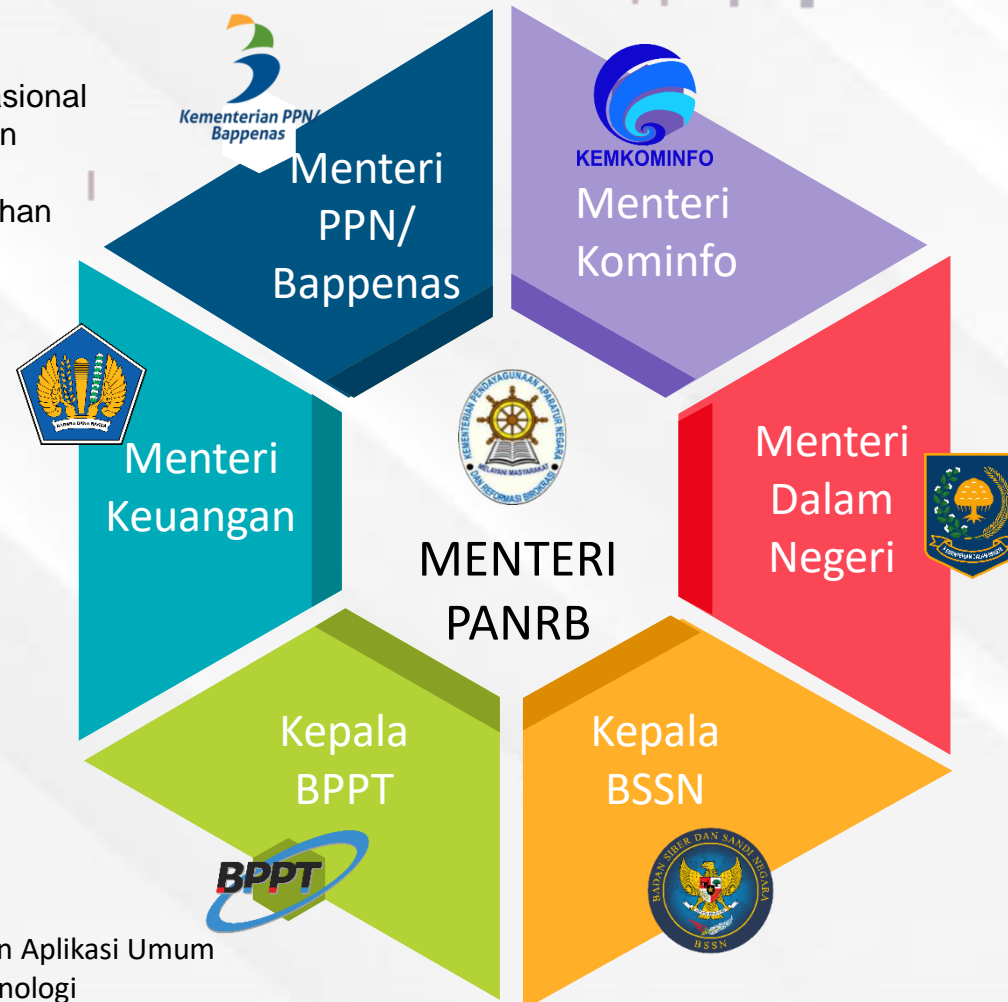 asional
n
han
Kementerian PPN/
Bappenas
KEMKOMINFO
Menteri
PPN/
Bappenas
Menteri
Kominfo
Menteri
Keuangan
KEMENTERIAN PENDAYAGUNAAN APARATUR NEGARA
MELAYANI MASYARAKAT
DAN REFORMASI BIROKRASI
MENTERI
PANRB
Menteri
Dalam
Negeri
Kepala
BPPT
BPPT
Kepala
BSSN
BADAN SIBER DAN SANDI NEGARA
BSSN
n Aplikasi Umum
nologi